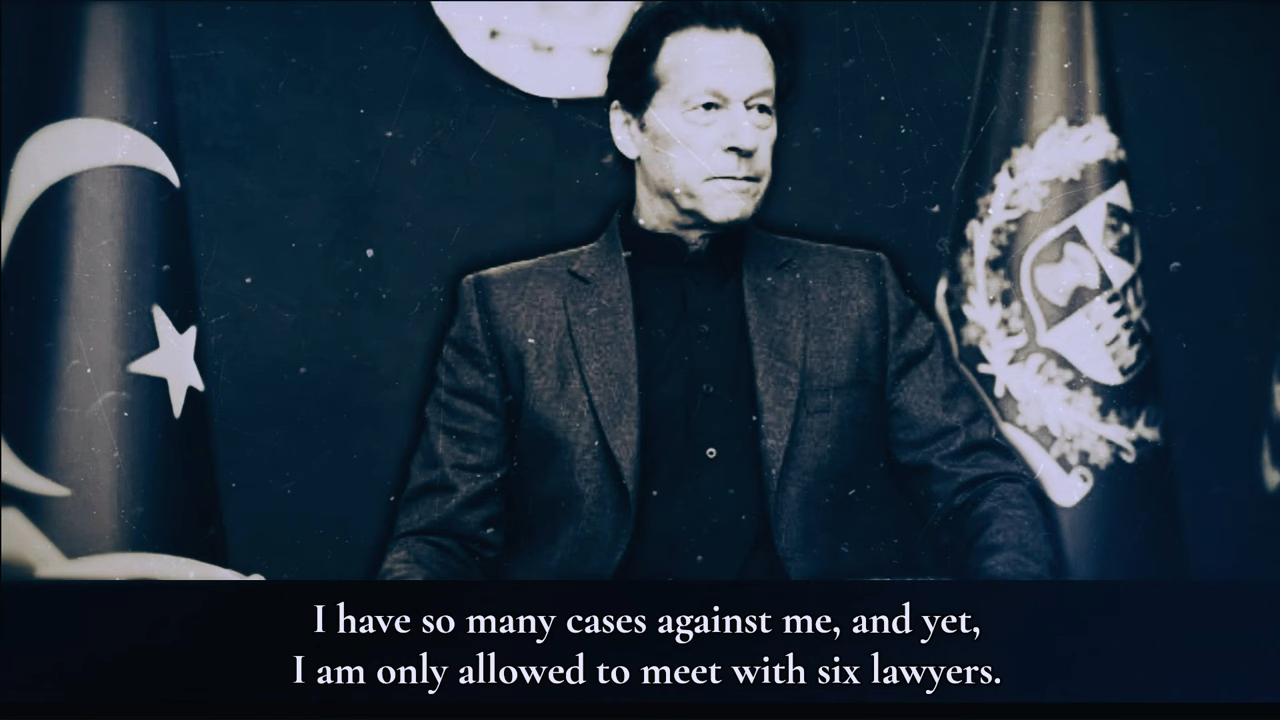 I have so many cases against me, and yet,
I am only allowed to meet with six lawyers.